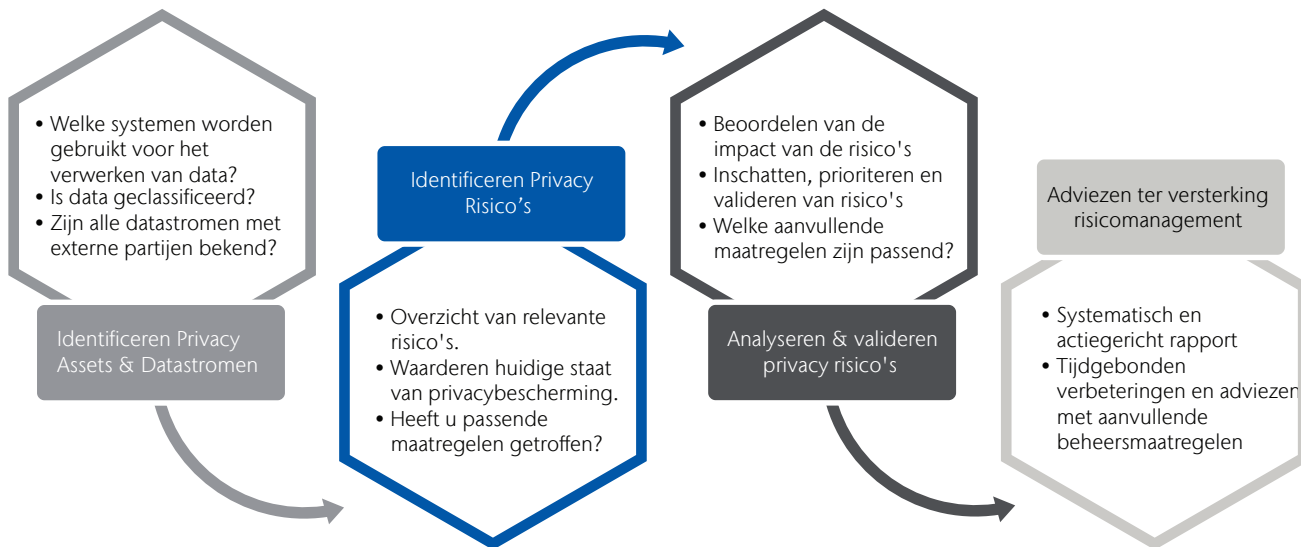 • Welke systemen worden
gebruikt voor het
verwerken van data?
• Is data geclassificeerd?
• Zijn alle datastromen met
externe partijen bekend?
Identificeren Privacy
Assets & Datastromen
Identificeren Privacy
Risico’s
• Overzicht van relevante
risico's.
• Waarderen huidige staat
van privacybescherming.
• Heeft u passende
maatregelen getroffen?
• Beoordelen van de
impact van de risico's
• Inschatten, prioriteren en
valideren van risico's
• Welke aanvullende
maatregelen zijn passend?
Analyseren & valideren
privacy risico's
Adviezen ter versterking
risicomanagement
• Systematisch en
actiegericht rapport
• Tijdgebonden
verbeteringen en adviezen
met aanvullende
beheersmaatregelen